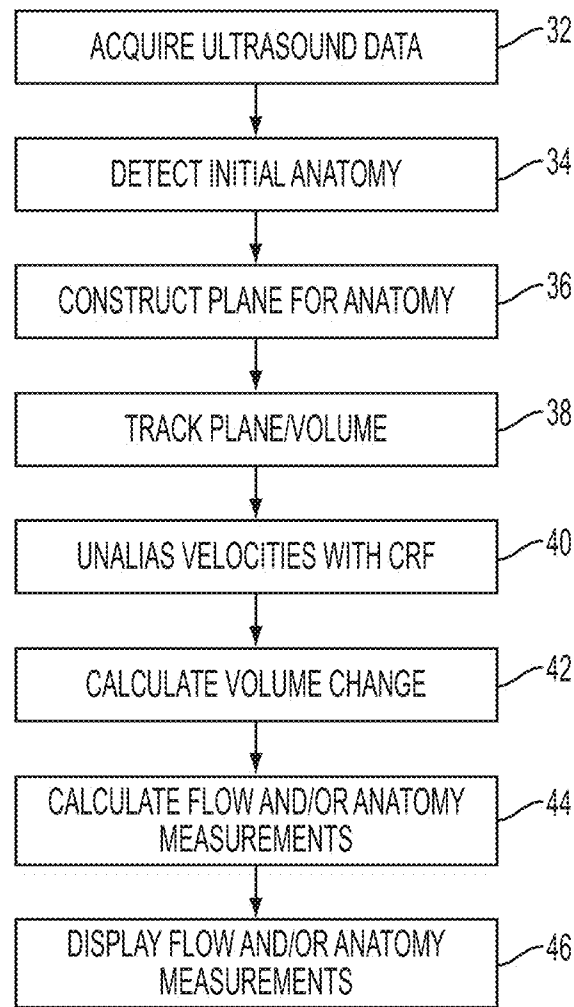 ACQUIRE ULTRASOUND DATA
32
DETECT INITIAL ANATOMY
34
CONSTRUCT PLANE FOR ANATOMY
36
TRACK PLANE/VOLUME
38
UNALIAS VELOCITIES WITH CRF
40
CALCULATE VOLUME CHANGE
42
CALCULATE FLOW AND/OR ANATOMY
MEASUREMENTS
44
DISPLAY FLOW AND/OR ANATOMY
MEASUREMENTS
46